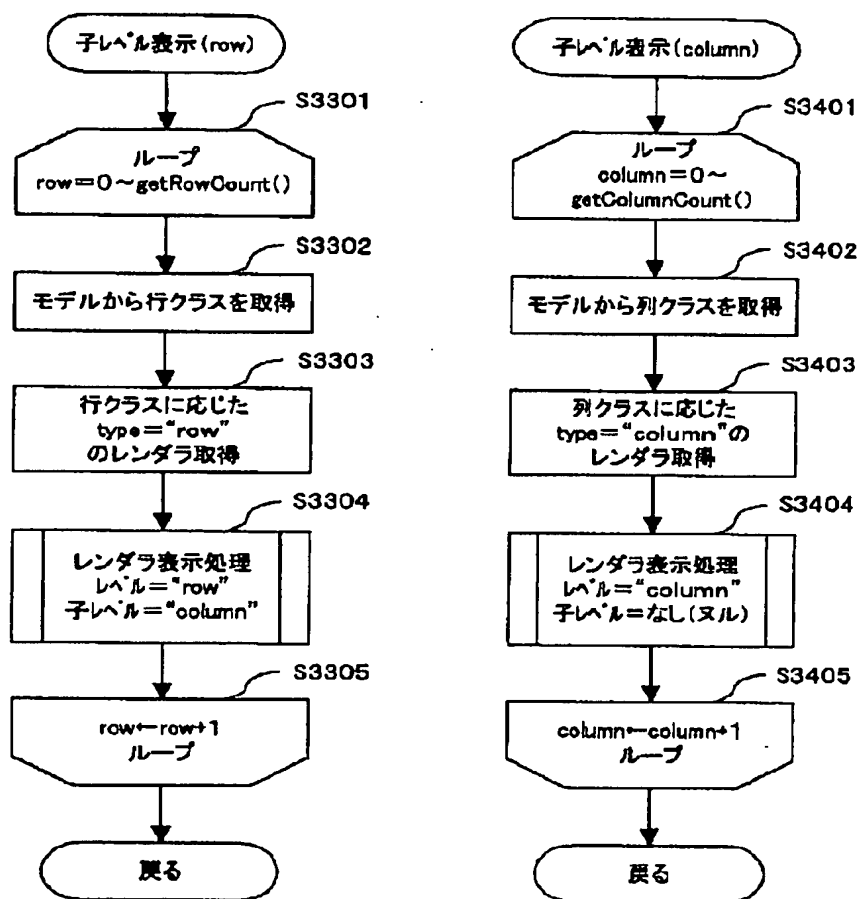 子レベル表示(row)
S3301
ループ
row=0~getRowCount()
S3302
モデルから行クラスを取得
S3303
行クラスに応じた
type="row"
のレンダラ取得
S3304
レンダラ表示処理
レベル="row"
子レベル="column"
S3305
row←row+1
ループ
戻る
子レベル表示(column)
S3401
ループ
column=0~
getColumnCount()
S3402
モデルから列クラスを取得
S3403
列クラスに応じた
type="column"の
レンダラ取得
S3404
レンダラ表示処理
レベル="column"
子レベル=なし(ヌル)
S3405
column←column+1
ループ
戻る